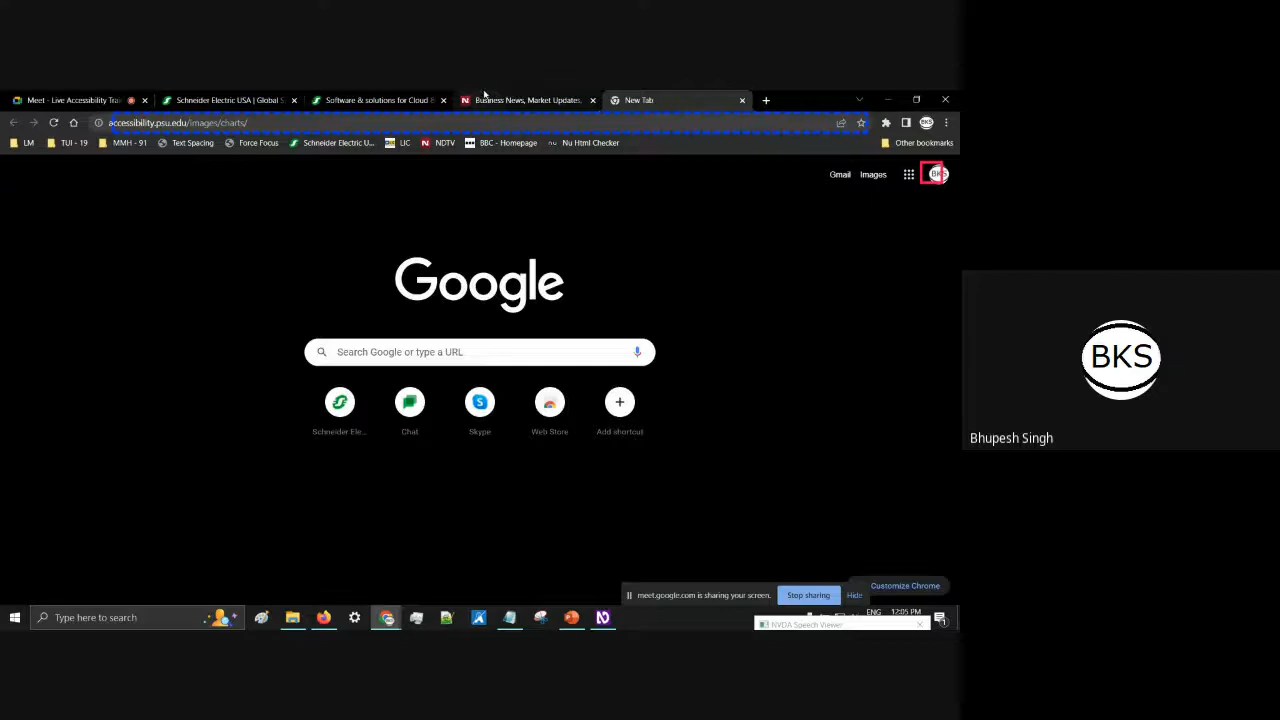 Meet - Live Accessibility Trai
Schneider Electric USA | Global S
Software & solutions for Cloud B
Business News, Market Updates,
New Tab
accessibility.psu.edu/images/charts/
BKS
LM
TUI - 19
MMH - 91
Text Spacing
Force Focus
Schneider Electric U...
LIC
NDTV
BBC - Homepage
Nu Html Checker
Other bookmarks
Gmail
Images
BKS
Google
Search Google or type a URL
Schneider Ele...
Chat
Skype
Web Store
Add shortcut
BKS
Bhupesh Singh
Customize Chrome
meet.google.com is sharing your screen.
Stop sharing
Hide
Type here to search
ENG
12:05 PM
NVDA Speech Viewer